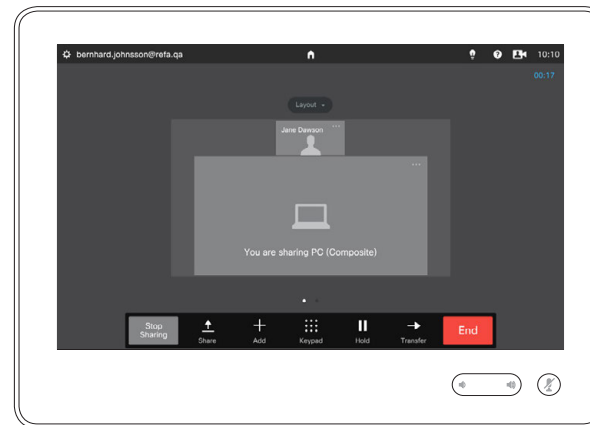 bernhard.johnsson@refa.qa
10:10
00:17
Layout
Jane Dawson
You are sharing PC (Composite)
Stop
Sharing
Share
Add
Keypad
Hold
Transfer
End